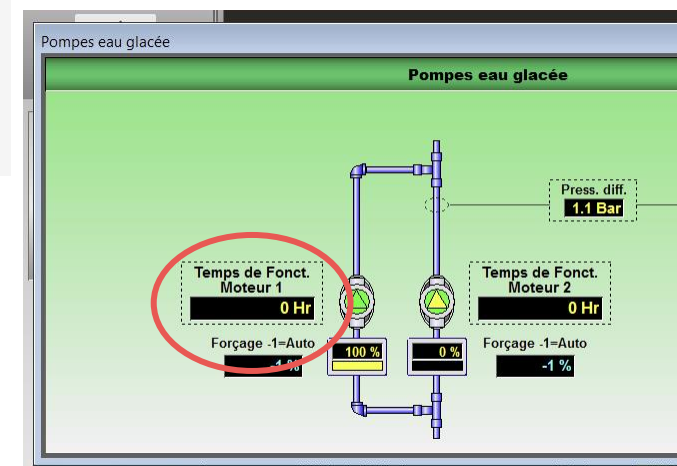 Pompes eau glacée
Pompes eau glacée
Press. diff.
1.1 Bar
Temps de Fonct.
Moteur 1
0 Hr
Temps de Fonct.
Moteur 2
0 Hr
Forçage -1=Auto
-1 %
100 %
0 %
Forçage -1=Auto
-1 %